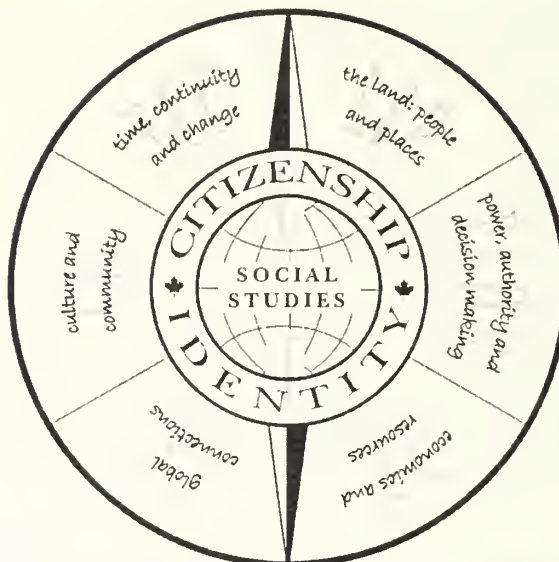 time, continuity
and change
the land: people
and places
power, authority and
decision making
economics and
resources
global
connections
culture and
community
CITIZENSHIP
IDENTITY
SOCIAL
STUDIES